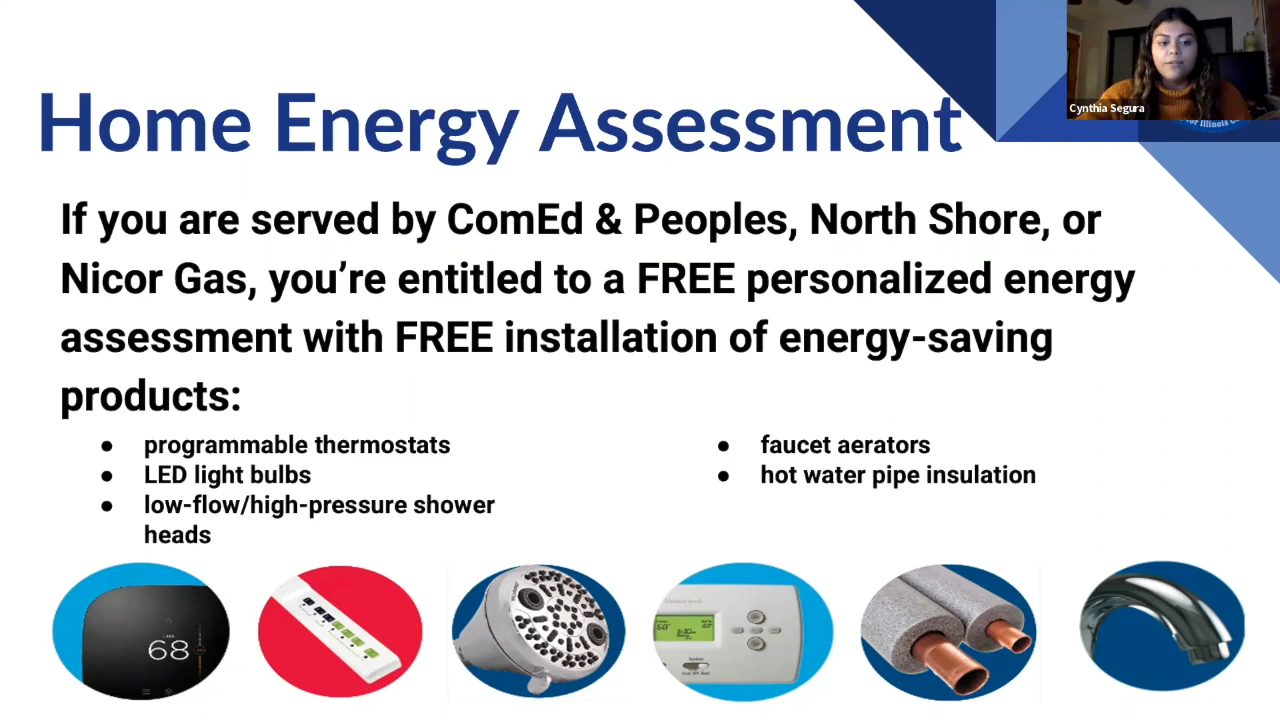 Cynthia Segura
Home Energy Assessment
If you are served by ComEd & Peoples, North Shore, or
Nicor Gas, you’re entitled to a FREE personalized energy
assessment with FREE installation of energy-saving
products:
● programmable thermostats
● LED light bulbs
● low-flow/high-pressure shower
heads
● faucet aerators
● hot water pipe insulation
68